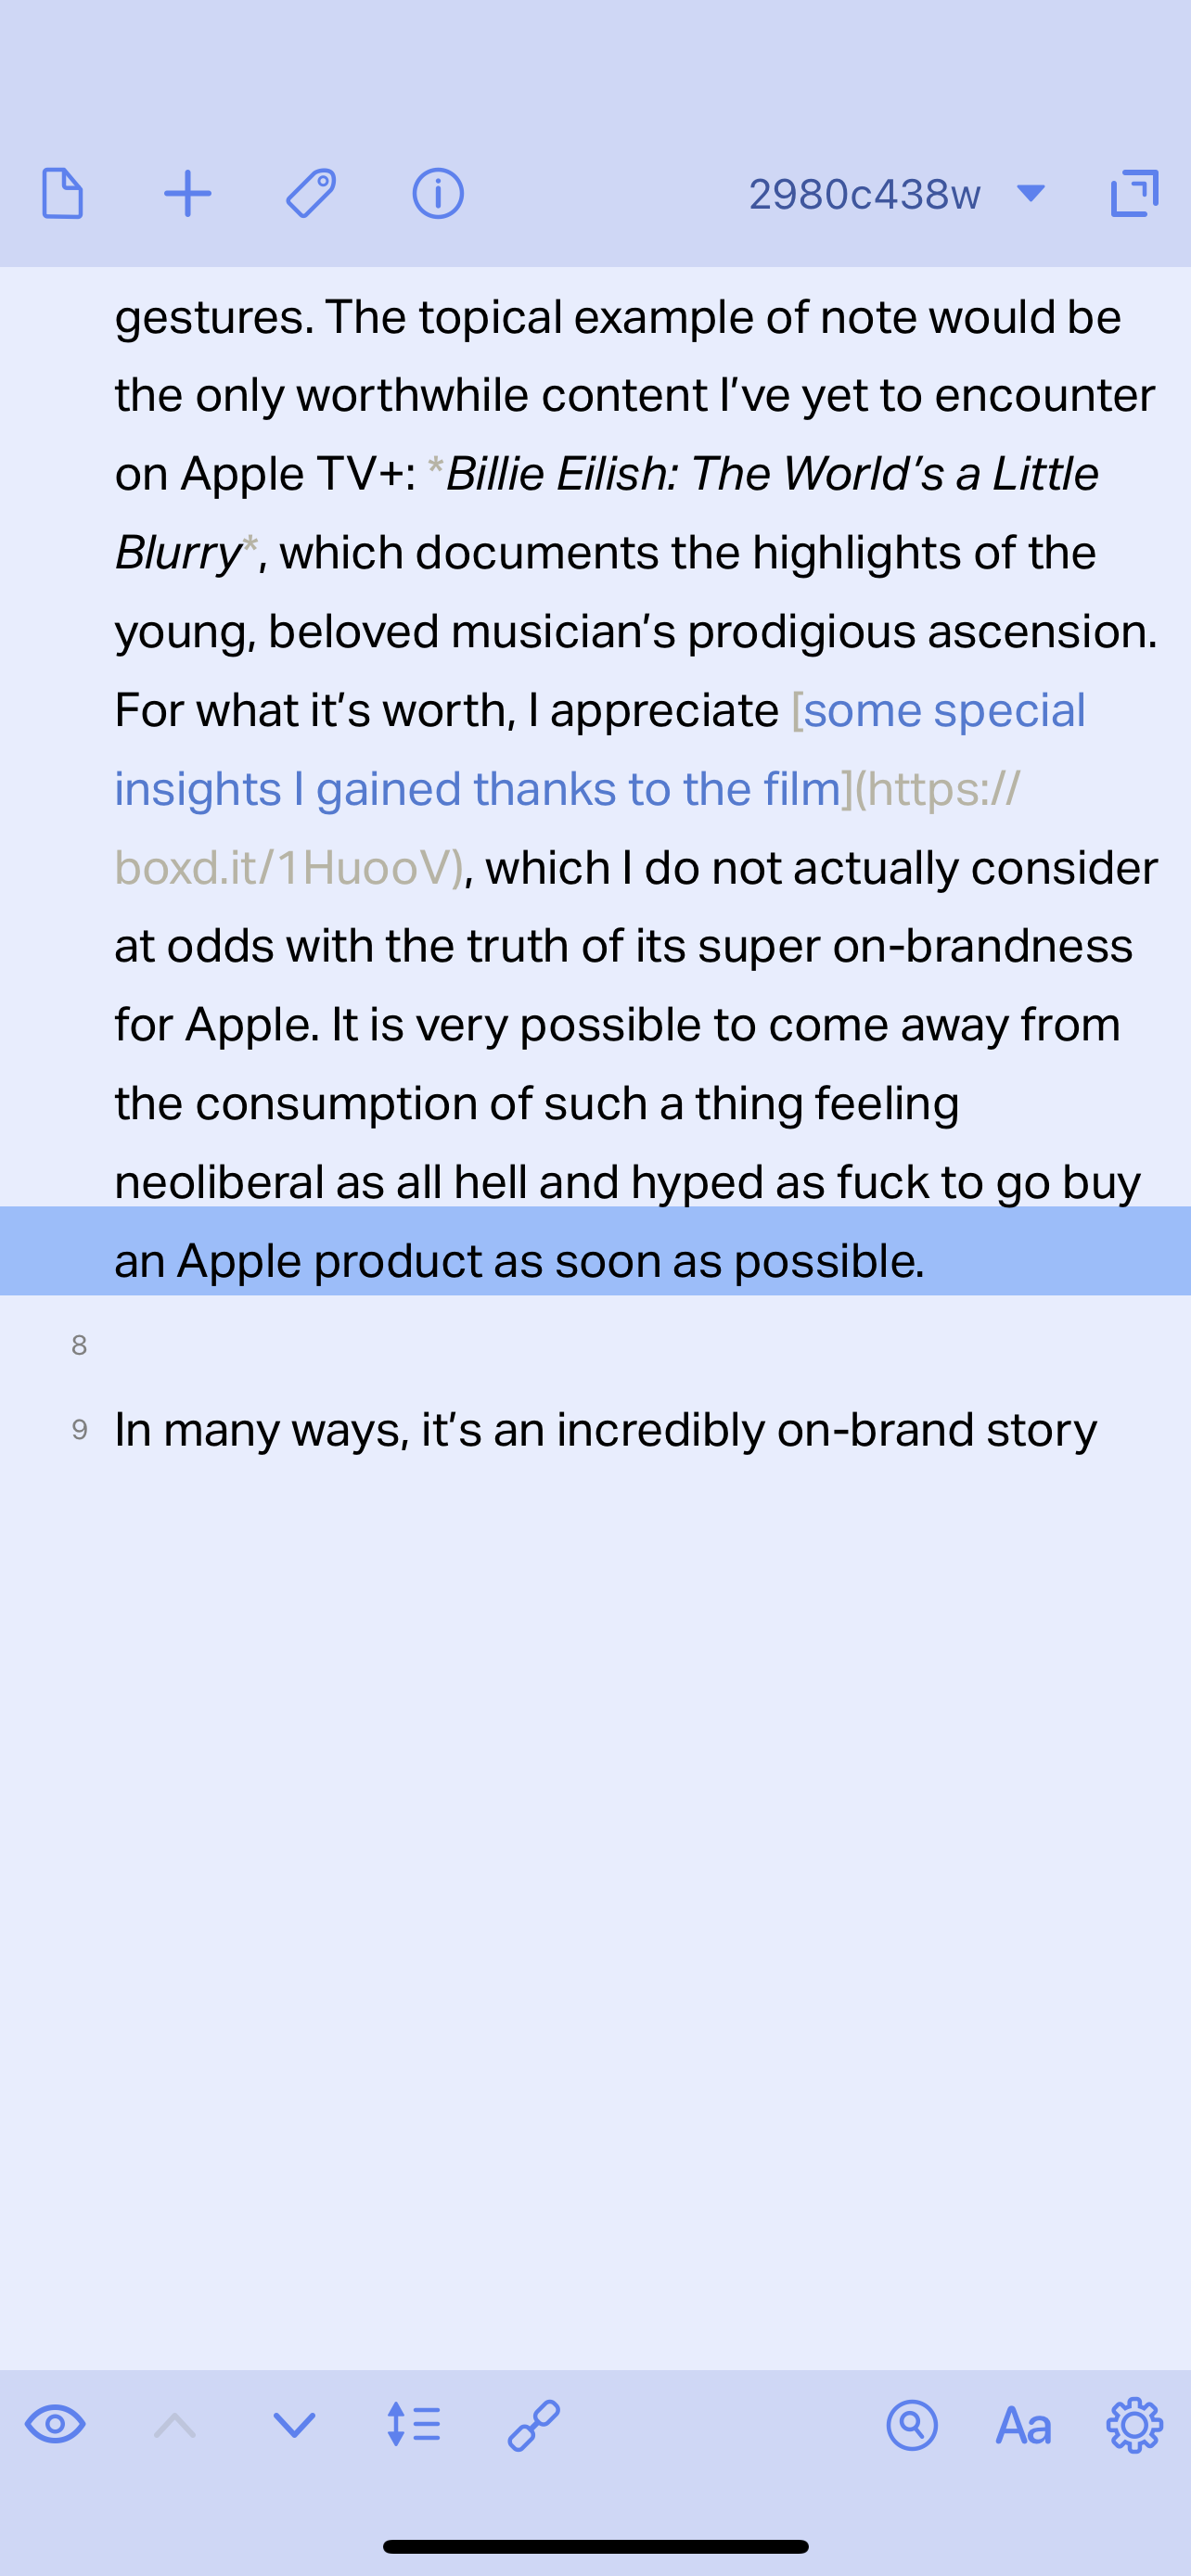 2980c438w
gestures. The topical example of note would be
the only worthwhile content I’ve yet to encounter
on Apple TV+: *Billie Eilish: The World’s a Little
Blurry*, which documents the highlights of the
young, beloved musician’s prodigious ascension.
For what it’s worth, I appreciate [some special
insights I gained thanks to the film](https://
boxd.it/1HuooV), which I do not actually consider
at odds with the truth of its super on-brandness
for Apple. It is very possible to come away from
the consumption of such a thing feeling
neoliberal as all hell and hyped as fuck to go buy
an Apple product as soon as possible.
8
9 In many ways, it’s an incredibly on-brand story
Aa